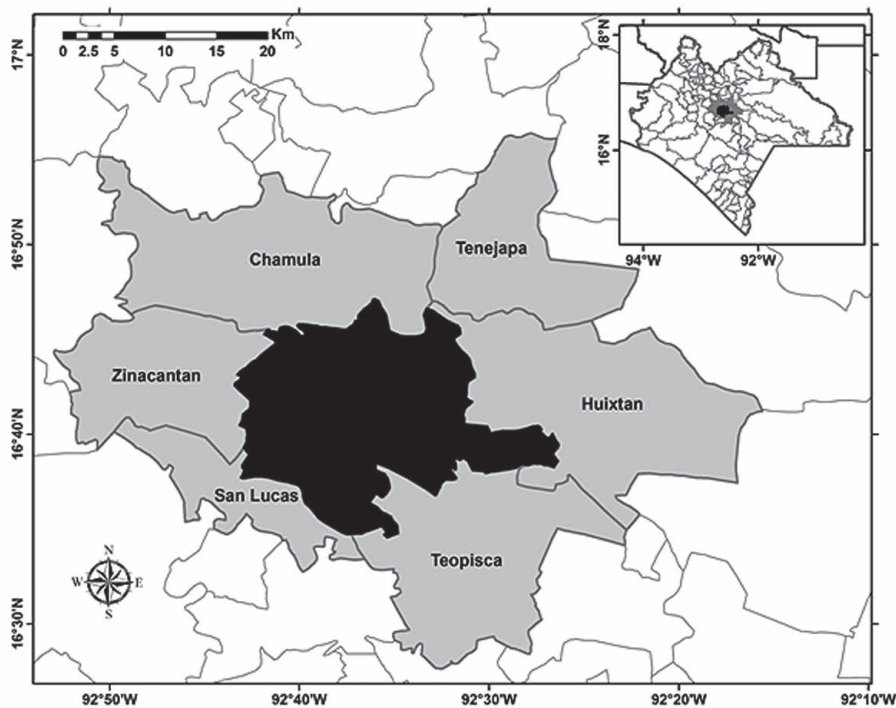 Km
0 2.5 5 10 15 20
17°N
16°50'N
16°40'N
16°30'N
18°N
16°N
94°W 92°W
Chamula
Tenejapa
Zinacantan
Huixtan
San Lucas
Teopisca
N
W E
S
92°50'W 92°40'W 92°30'W 92°20'W 92°10'W